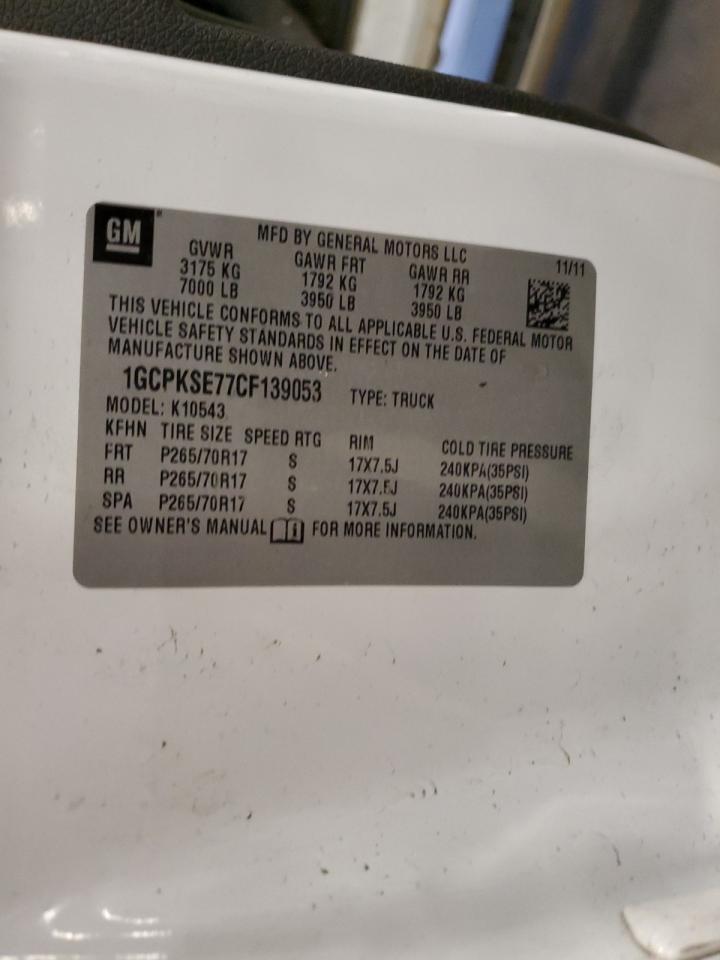 GM
MFD BY GENERAL MOTORS LLC
11/11
GVWR GAWR FRT GAWR RR
3175 KG 1792 KG 1792 KG
7000 LB 3950 LB 3950 LB
THIS VEHICLE CONFORMS TO ALL APPLICABLE U.S. FEDERAL MOTOR
VEHICLE SAFETY STANDARDS IN EFFECT ON THE DATE OF
MANUFACTURE SHOWN ABOVE.
1GCPKSE77CF139053 TYPE: TRUCK
MODEL: K10543
KFHN TIRE SIZE SPEED RTG RIM COLD TIRE PRESSURE
FRT P265/70R17 S 17X7.5J 240KPA(35PSI)
RR P265/70R17 S 17X7.5J 240KPA(35PSI)
SPA P265/70R17 S 17X7.5J 240KPA(35PSI)
SEE OWNER'S MANUAL i FOR MORE INFORMATION.